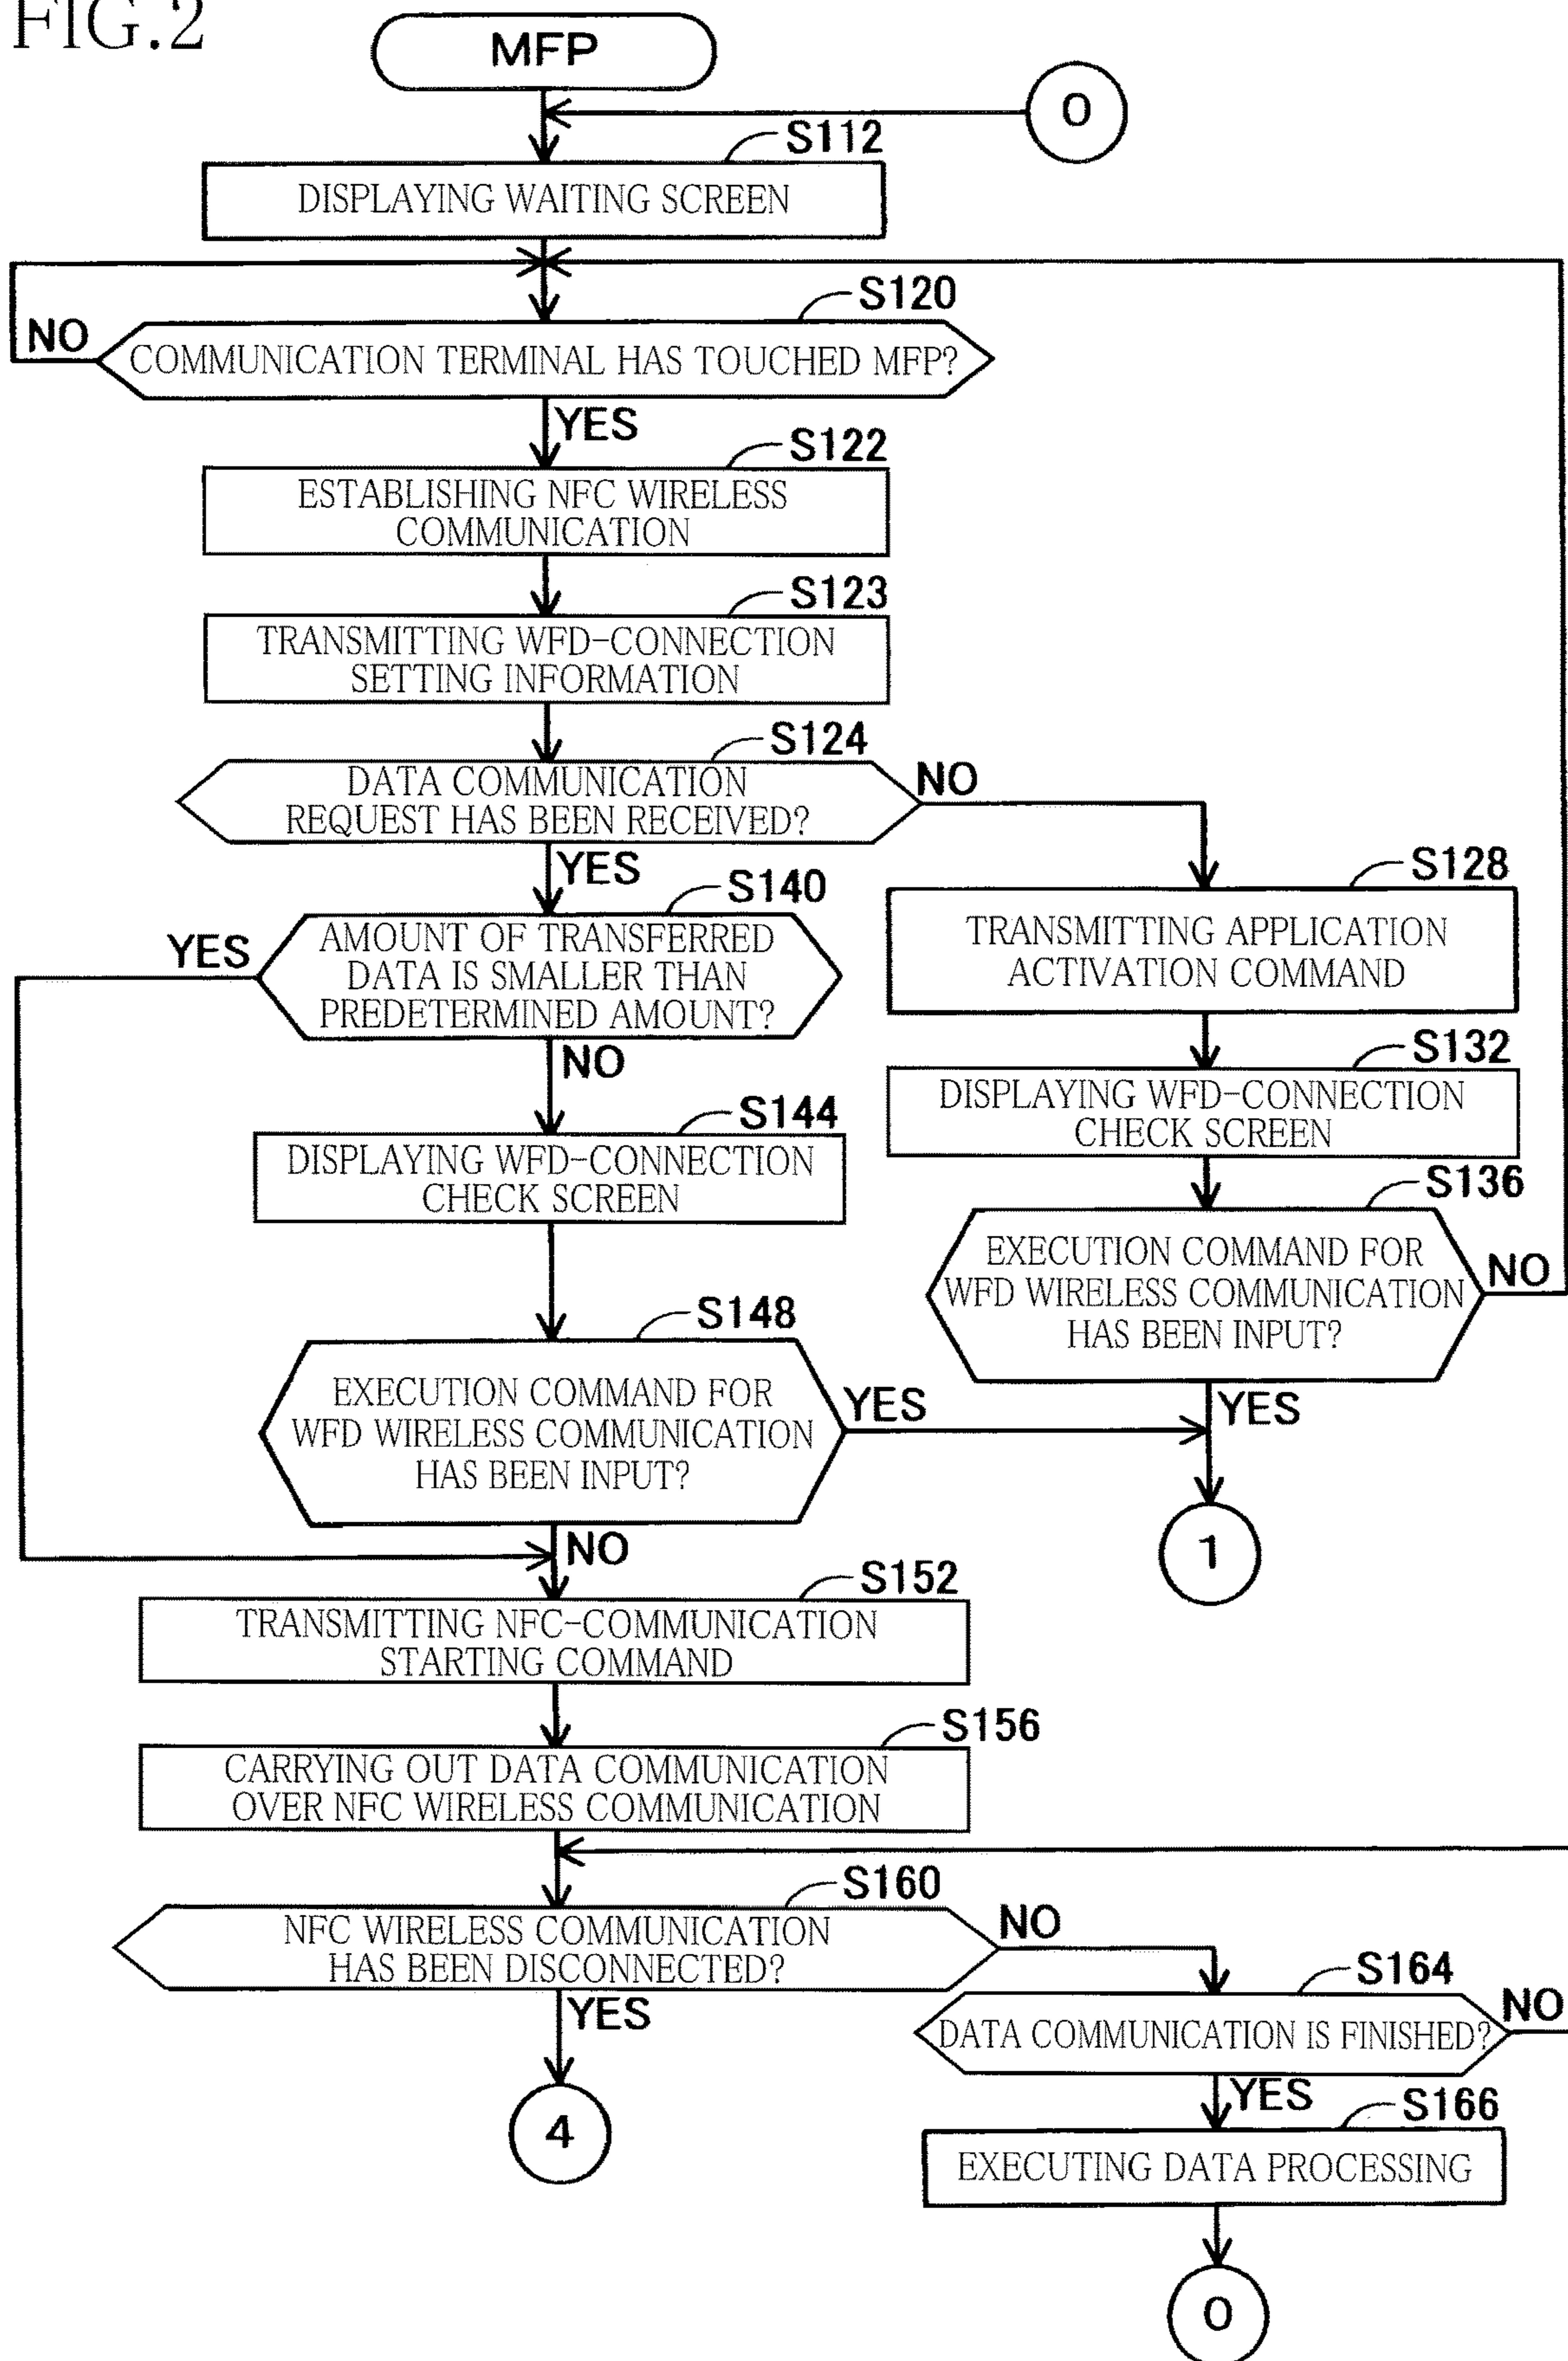 FIG.2
MFP
0
S112
DISPLAYING WAITING SCREEN
S120
NO
COMMUNICATION TERMINAL HAS TOUCHED MFP?
YES
S122
ESTABLISHING NFC WIRELESS
COMMUNICATION
S123
TRANSMITTING WFD-CONNECTION
SETTING INFORMATION
S124
DATA COMMUNICATION
REQUEST HAS BEEN RECEIVED?
NO
YES
S128
TRANSMITTING APPLICATION
ACTIVATION COMMAND
S140
YES
AMOUNT OF TRANSFERRED
DATA IS SMALLER THAN
PREDETERMINED AMOUNT?
NO
S132
DISPLAYING WFD-CONNECTION
CHECK SCREEN
S144
DISPLAYING WFD-CONNECTION
CHECK SCREEN
S136
EXECUTION COMMAND FOR
WFD WIRELESS COMMUNICATION
HAS BEEN INPUT?
NO
YES
S148
EXECUTION COMMAND FOR
WFD WIRELESS COMMUNICATION
HAS BEEN INPUT?
YES
NO
1
S152
TRANSMITTING NFC-COMMUNICATION
STARTING COMMAND
S156
CARRYING OUT DATA COMMUNICATION
OVER NFC WIRELESS COMMUNICATION
S160
NFC WIRELESS COMMUNICATION
HAS BEEN DISCONNECTED?
NO
YES
4
S164
DATA COMMUNICATION IS FINISHED?
NO
YES
S166
EXECUTING DATA PROCESSING
0